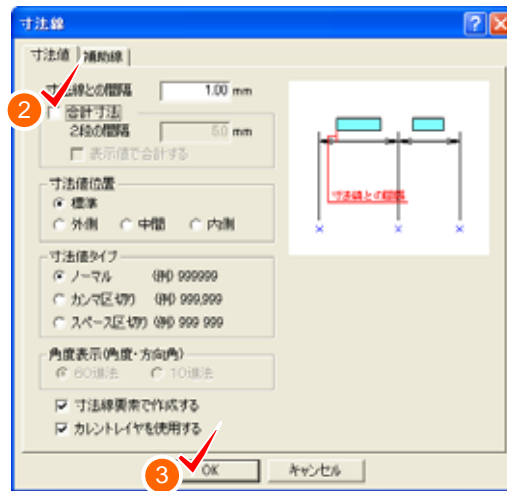 寸法線
寸法値 補助線
寸法線との間隔 1.00 mm
2
合計寸法
2段の間隔 5.0 mm
表示値で合計する
寸法値位置
標準
外側 中間 内側
寸法値との間隔
寸法値タイプ
ノーマル (例) 999999
カンマ区切り (例) 999,999
スペース区切り (例) 999 999
角度表示(角度・方向角)
60進法 10進法
寸法線要素で作成する
カレントレイヤを使用する
3
OK キャンセル